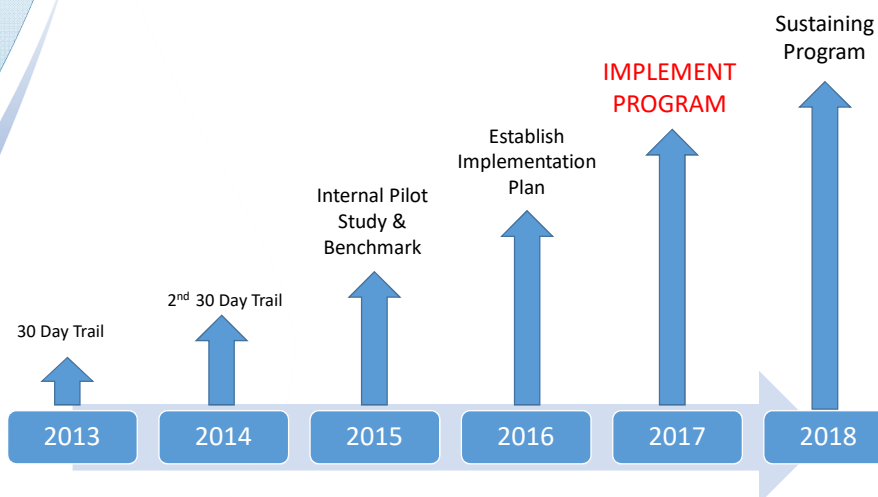 30 Day Trail
2nd 30 Day Trail
Internal Pilot
Study &
Benchmark
Establish
Implementation
Plan
IMPLEMENT
PROGRAM
Sustaining
Program
2013
2014
2015
2016
2017
2018